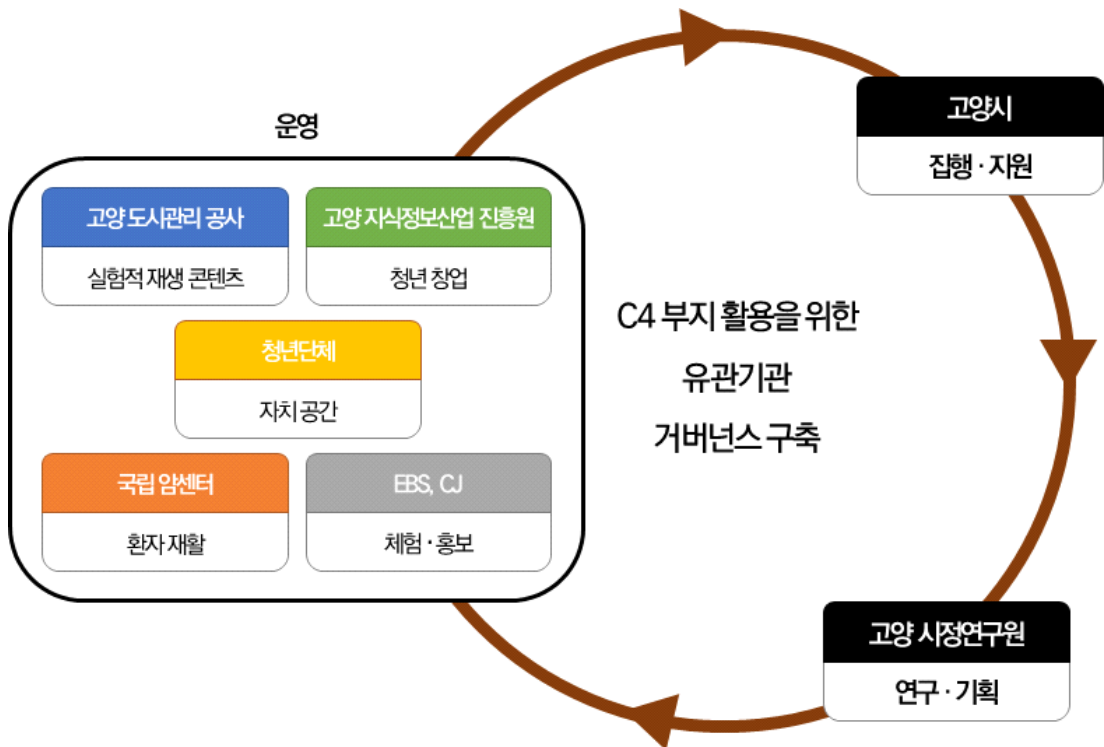 운영
고양 도시관리 공사
실험적 재생 콘텐츠
고양 지식정보산업 진흥원
청년 창업
청년단체
자치 공간
국립 암센터
환자 재활
EBS, CJ
체험 · 홍보
C4 부지 활용을 위한
유관기관
거버넌스 구축
고양시
집행 · 지원
고양 시정연구원
연구 · 기획